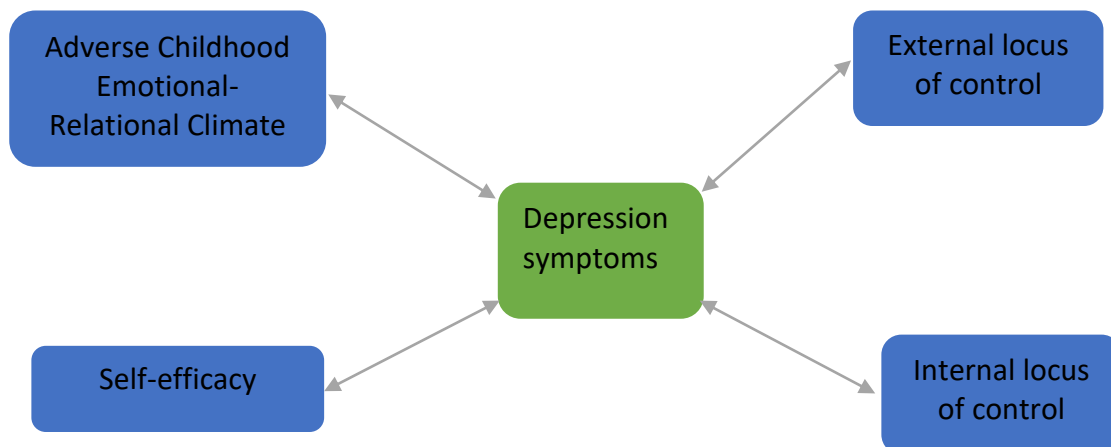 Adverse Childhood
Emotional-
Relational Climate
External locus
of control
Depression
symptoms
Self-efficacy
Internal locus
of control